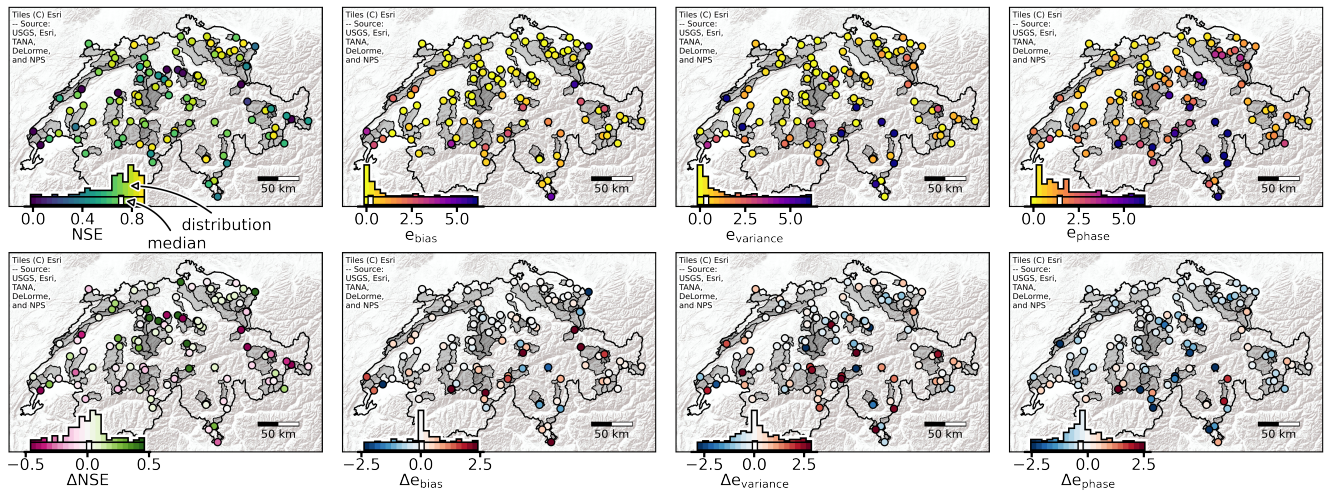 Tiles (C) Esri
-- Source:
USGS, Esri,
TANA,
DeLorme,
and NPS
50 km
0.0 0.4 0.8
NSE
distribution
median
Tiles (C) Esri
-- Source:
USGS, Esri,
TANA,
DeLorme,
and NPS
50 km
0.0 2.5 5.0
e_bias
Tiles (C) Esri
-- Source:
USGS, Esri,
TANA,
DeLorme,
and NPS
50 km
0.0 2.5 5.0
e_variance
Tiles (C) Esri
-- Source:
USGS, Esri,
TANA,
DeLorme,
and NPS
50 km
0.0 2.5 5.0
e_phase
Tiles (C) Esri
-- Source:
USGS, Esri,
TANA,
DeLorme,
and NPS
50 km
−0.5 0.0 0.5
ΔNSE
Tiles (C) Esri
-- Source:
USGS, Esri,
TANA,
DeLorme,
and NPS
50 km
−2.5 0.0 2.5
Δe_bias
Tiles (C) Esri
-- Source:
USGS, Esri,
TANA,
DeLorme,
and NPS
50 km
−2.5 0.0 2.5
Δe_variance
Tiles (C) Esri
-- Source:
USGS, Esri,
TANA,
DeLorme,
and NPS
50 km
−2.5 0.0 2.5
Δe_phase